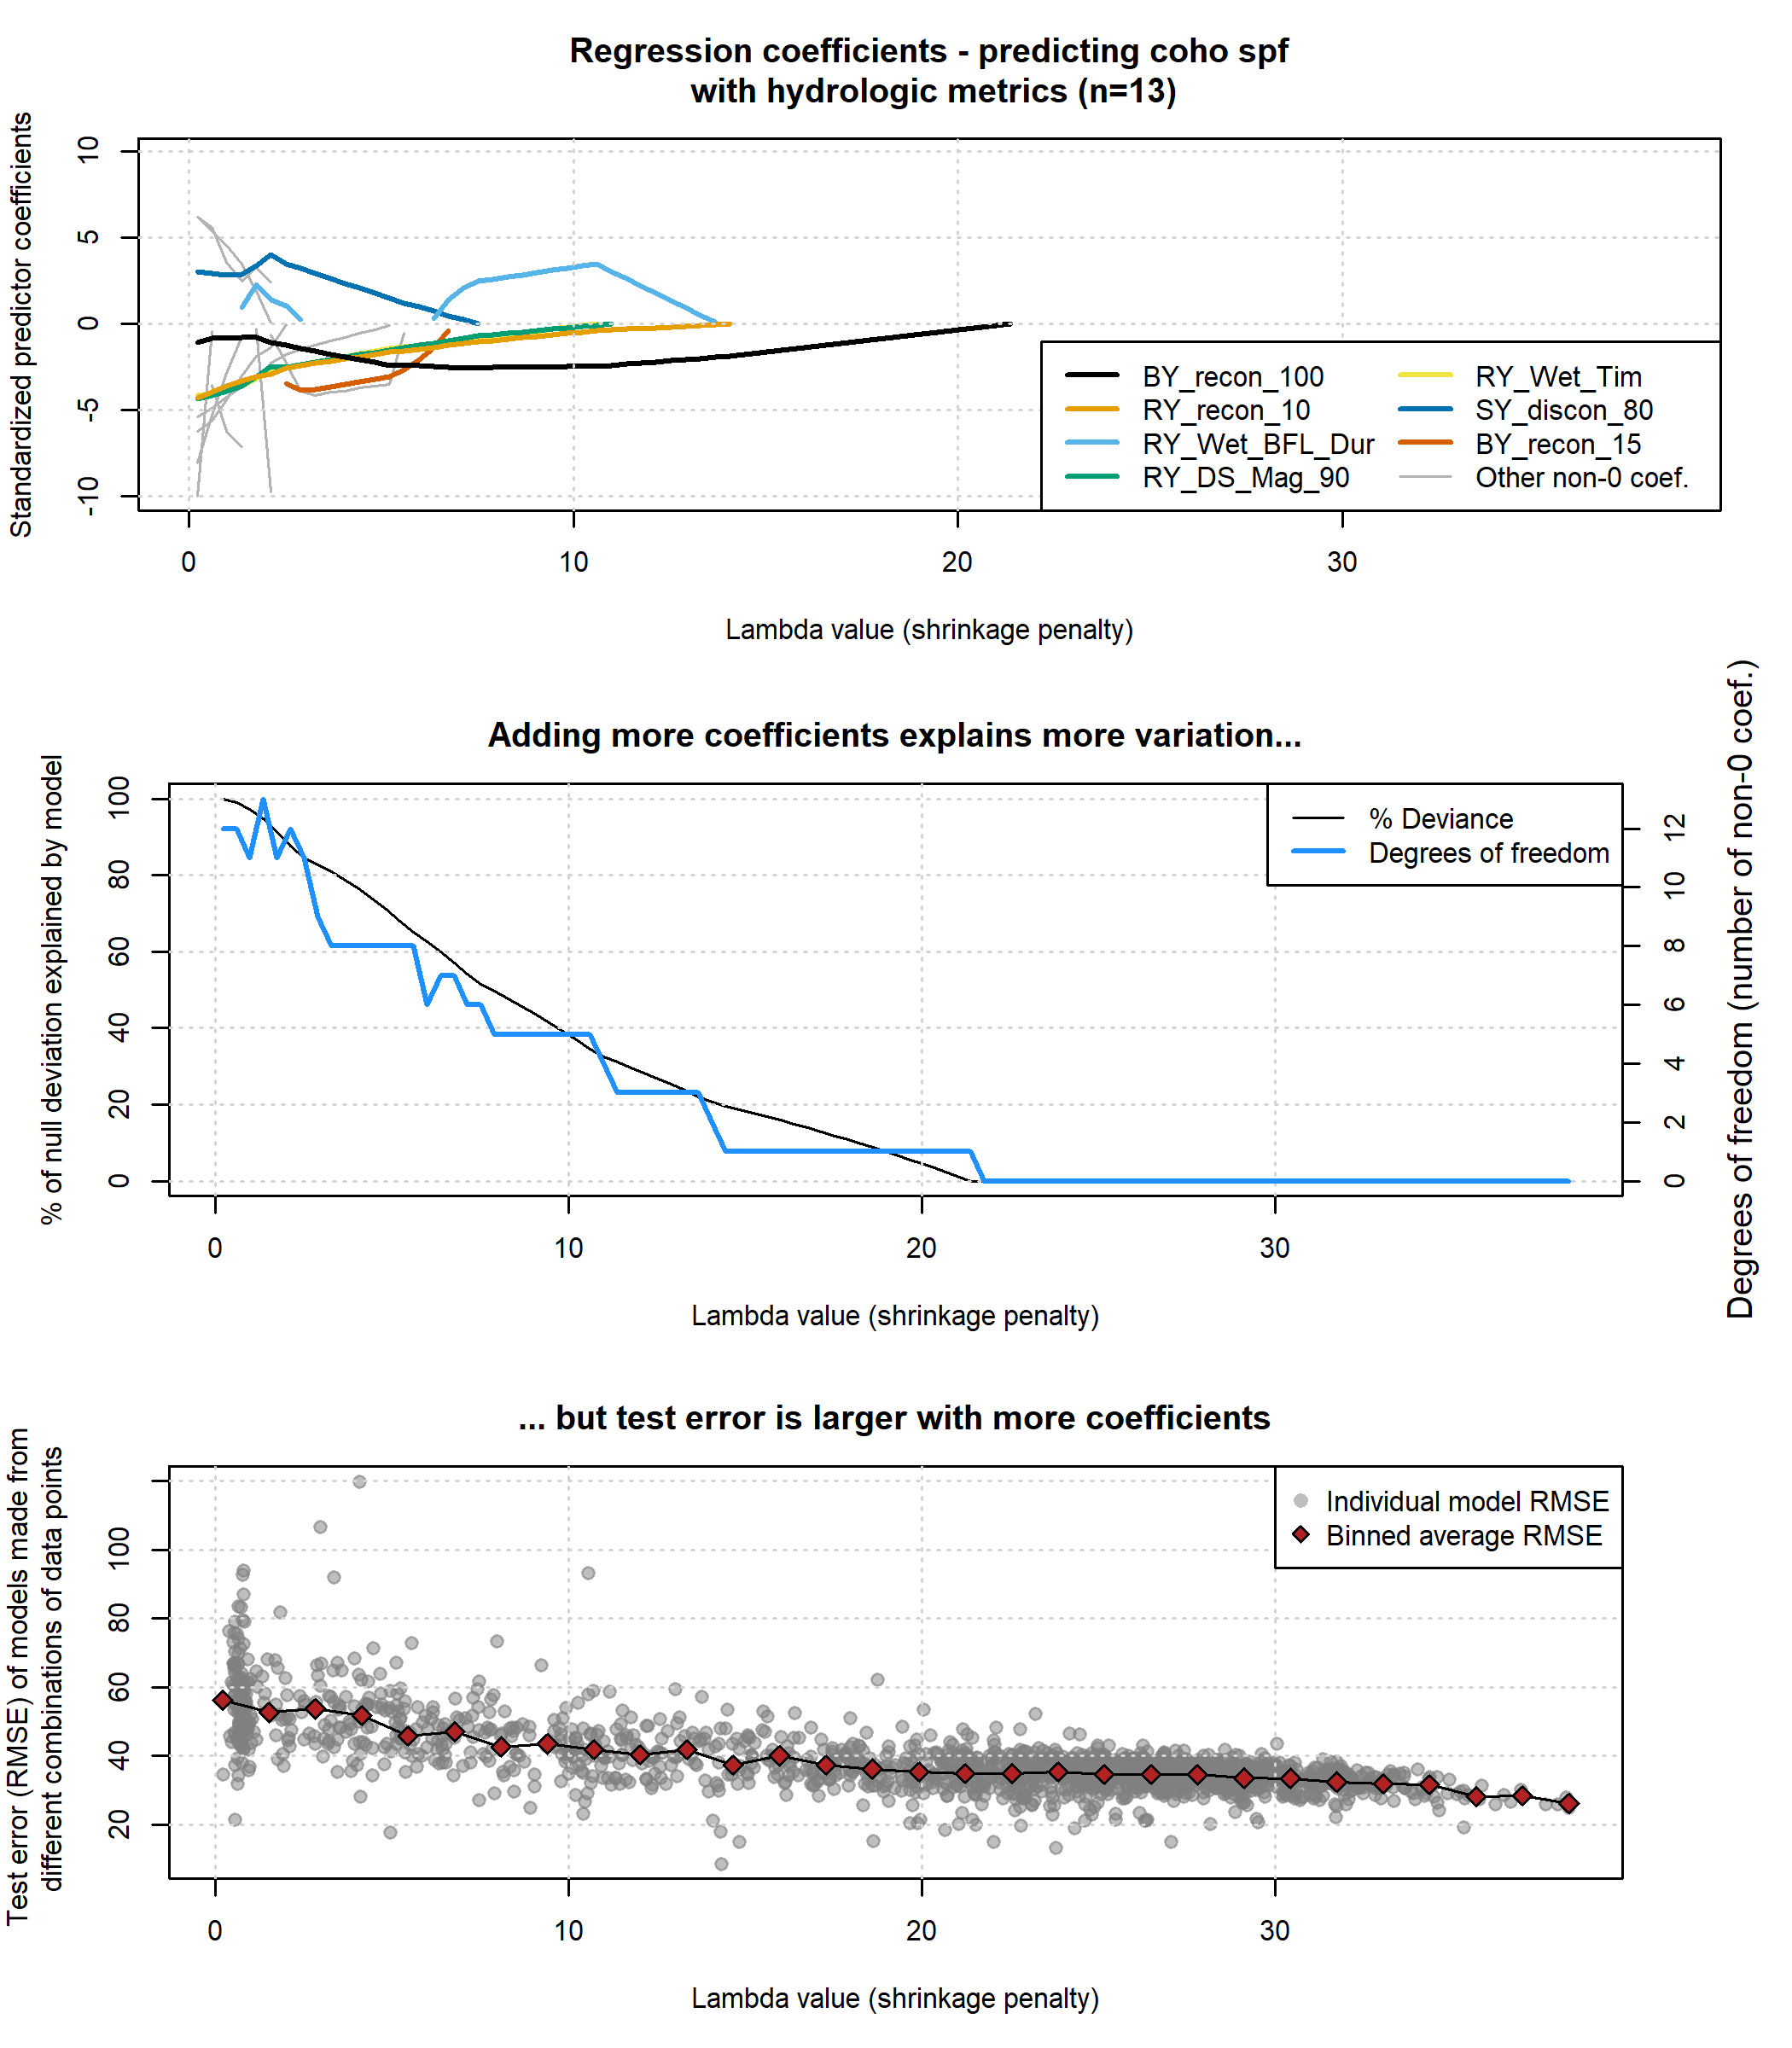 Regression coefficients - predicting coho spf
with hydrologic metrics (n=13)
Standardized predictor coefficients
10
5
0
-5
-10
BY_recon_100
RY_recon_10
RY_Wet_BFL_Dur
RY_DS_Mag_90
RY_Wet_Tim
SY_discon_80
BY_recon_15
Other non-0 coef.
0 10 20 30
Lambda value (shrinkage penalty)
Adding more coefficients explains more variation...
% of null deviation explained by model
100
80
60
40
20
0
% Deviance
Degrees of freedom
12
10
8
6
4
2
0
Degrees of freedom (number of non-0 coef.)
0 10 20 30
Lambda value (shrinkage penalty)
... but test error is larger with more coefficients
Test error (RMSE) of models made from
different combinations of data points
100
80
60
40
20
Individual model RMSE
Binned average RMSE
0 10 20 30
Lambda value (shrinkage penalty)